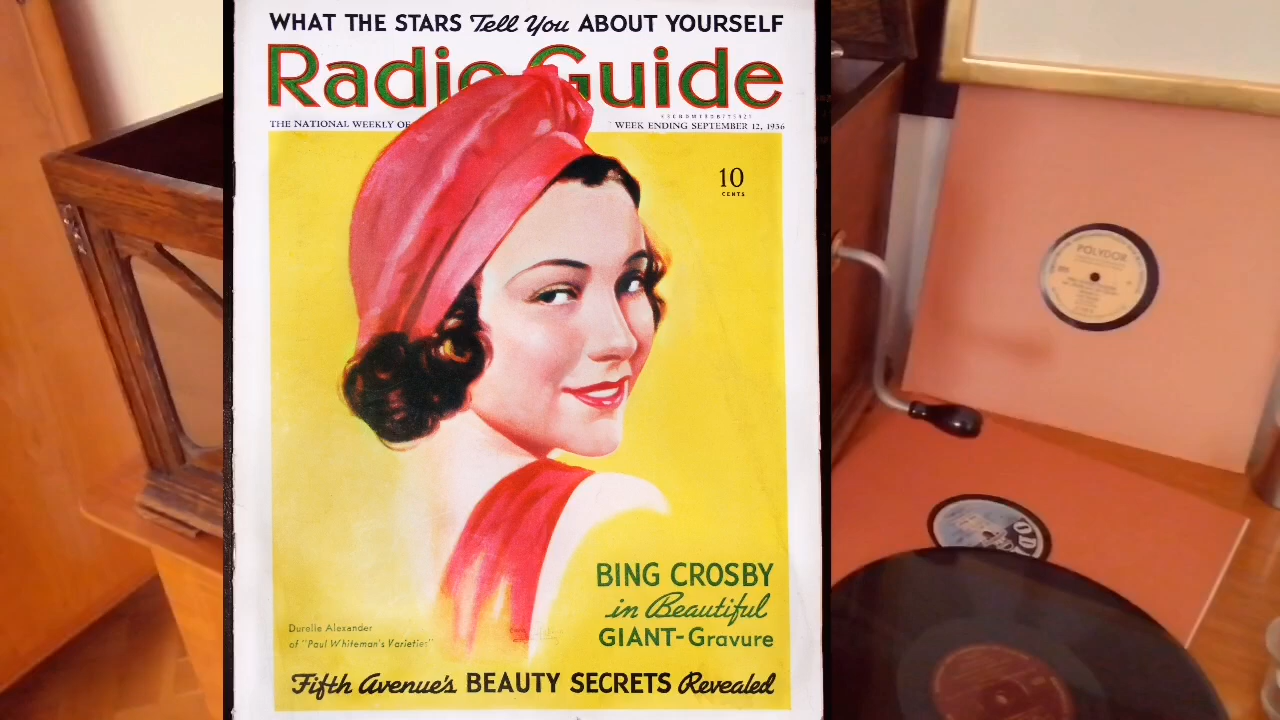 WHAT THE STARS Tell You ABOUT YOURSELF
Radio Guide
THE NATIONAL WEEKLY OF
WEEK ENDING SEPTEMBER 12, 1936
10
CENTS
BING CROSBY
in Beautiful
GIANT-Gravure
Durelle Alexander
of "Paul Whiteman's Varieties"
Fifth Avenue's BEAUTY SECRETS Revealed
POLYDOR